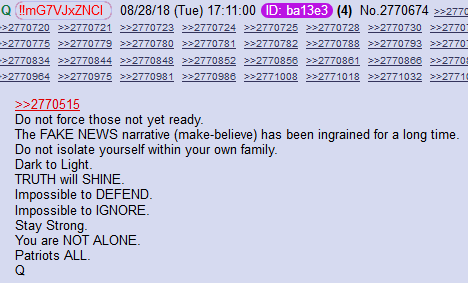 Q !!mG7VJxZNCI 08/28/18 (Tue) 17:11:00 ID: ba13e3 (4) No.2770674 >>2770
>>2770720 >>2770721 >>2770723 >>2770724 >>2770725 >>2770728 >>2770730 >>27707
>>2770775 >>2770779 >>2770780 >>2770781 >>2770782 >>2770788 >>2770793 >>27707
>>2770834 >>2770844 >>2770848 >>2770852 >>2770856 >>2770861 >>2770866 >>27708
>>2770964 >>2770975 >>2770981 >>2770986 >>2771008 >>2771018 >>2771032 >>27710
>>2770515
Do not force those not yet ready.
The FAKE NEWS narrative (make-believe) has been ingrained for a long time.
Do not isolate yourself within your own family.
Dark to Light.
TRUTH will SHINE.
Impossible to DEFEND.
Impossible to IGNORE.
Stay Strong.
You are NOT ALONE.
Patriots ALL.
Q